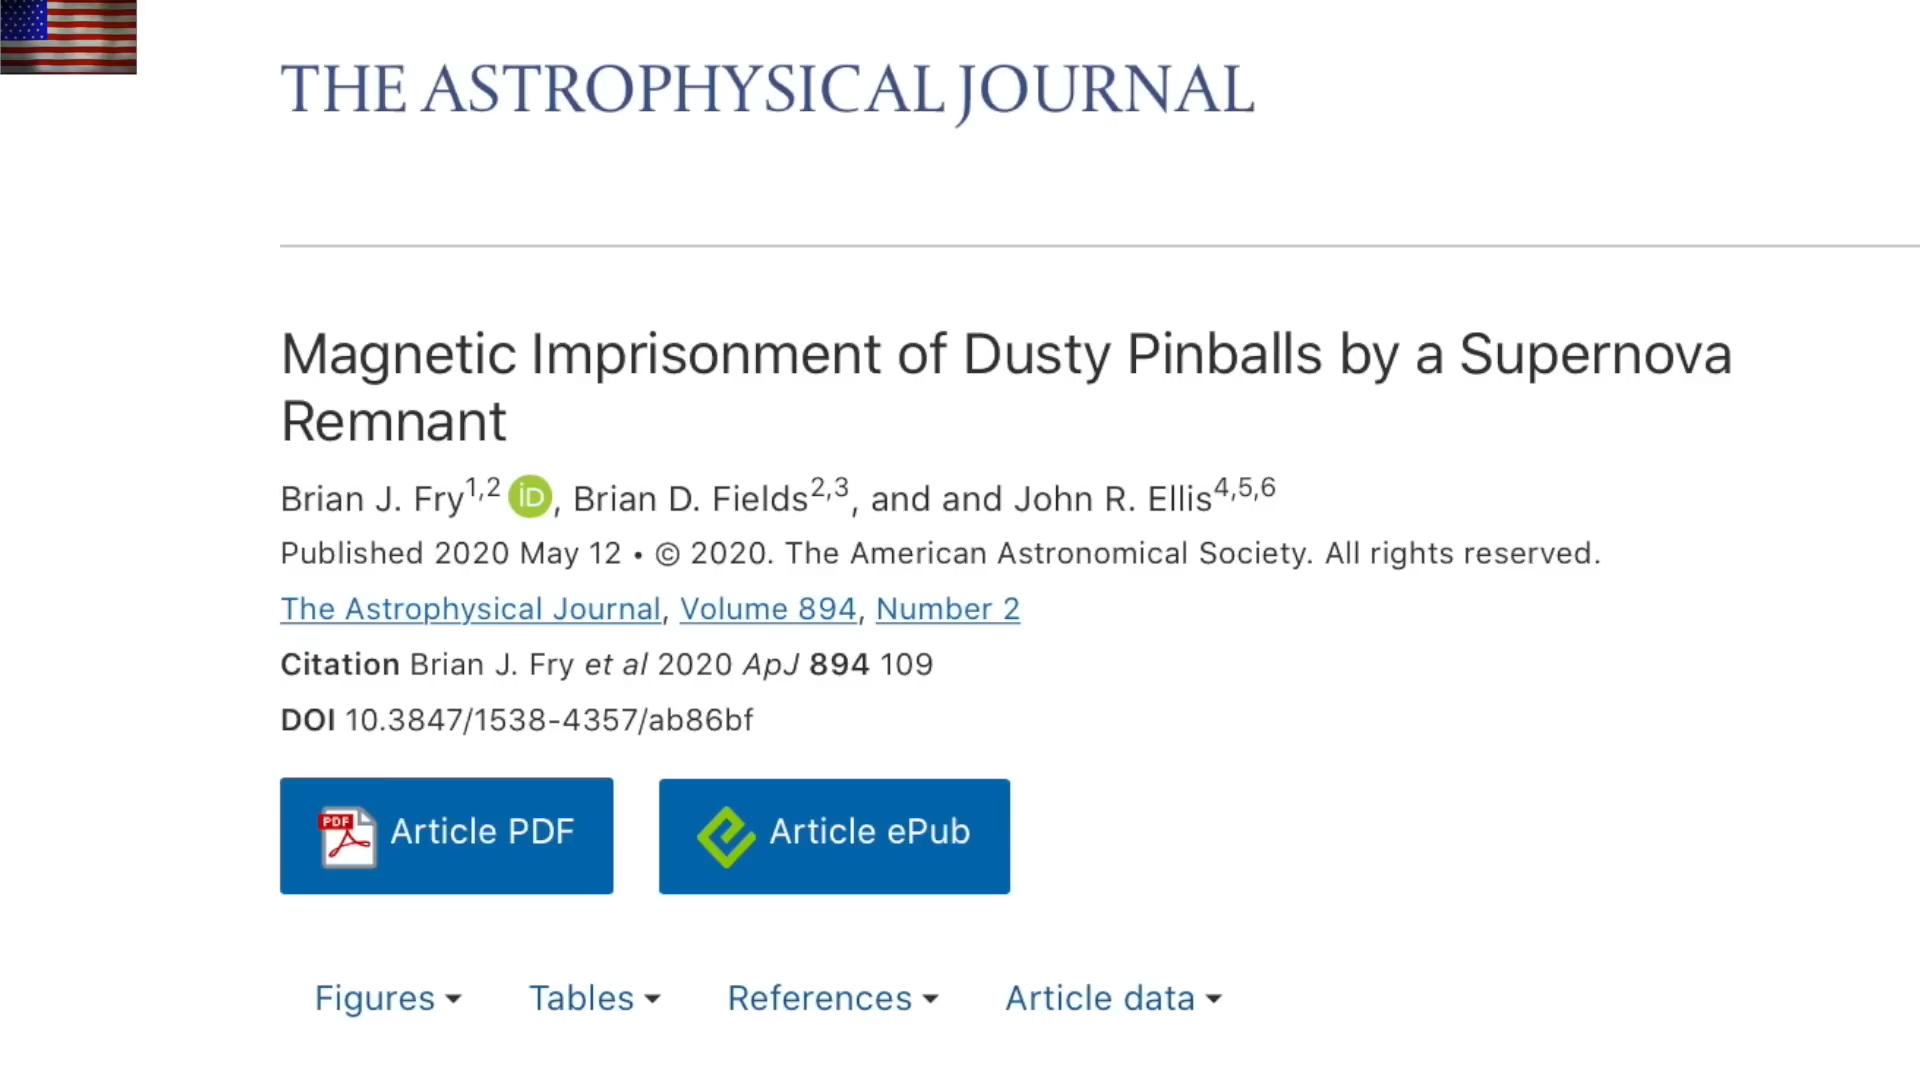 THE ASTROPHYSICAL JOURNAL
Magnetic Imprisonment of Dusty Pinballs by a Supernova
Remnant
Brian J. Fry1,2 iD, Brian D. Fields2,3, and and John R. Ellis4,5,6
Published 2020 May 12 • © 2020. The American Astronomical Society. All rights reserved.
The Astrophysical Journal, Volume 894, Number 2
Citation Brian J. Fry et al 2020 ApJ 894 109
DOI 10.3847/1538-4357/ab86bf
PDF Article PDF
Article ePub
Figures
Tables
References
Article data